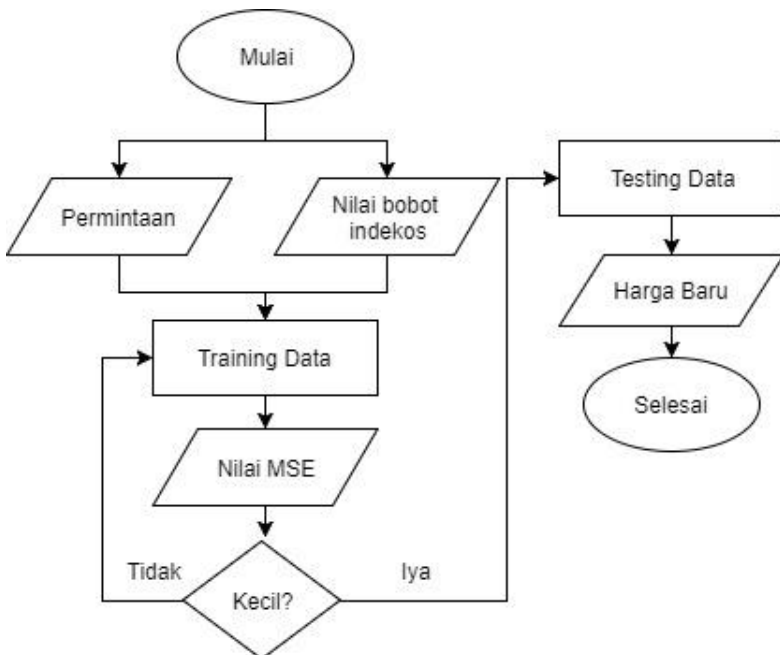 Mulai
Permintaan
Nilai bobot
indekos
Training Data
Nilai MSE
Kecil?
Tidak
Iya
Testing Data
Harga Baru
Selesai